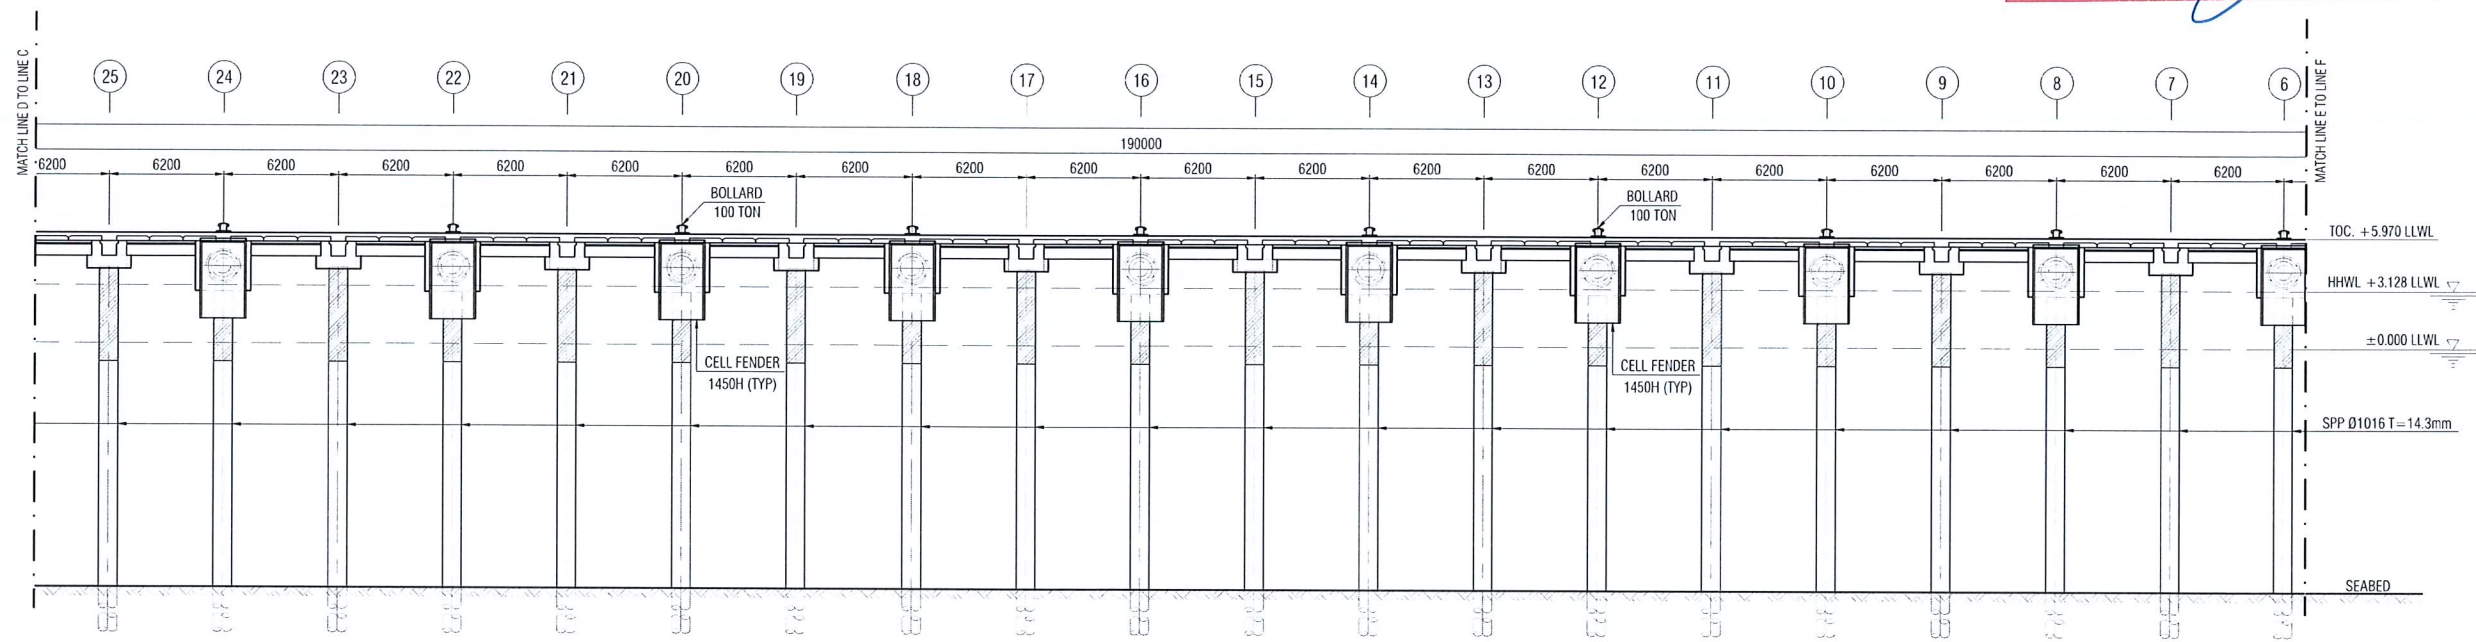 MATCH LINE D TO LINE C
25 24 23 22 21 20 19 18 17 16 15 14 13 12 11 10 9 8 7 6
MATCH LINE E TO LINE F
190000
6200 6200 6200 6200 6200 6200 6200 6200 6200 6200 6200 6200 6200 6200 6200 6200 6200 6200 6200 6200
BOLLARD
100 TON
BOLLARD
100 TON
TOC. +5.970 LLWL
HHWL +3.128 LLWL
±0.000 LLWL
CELL FENDER
1450H (TYP)
CELL FENDER
1450H (TYP)
SPP Ø1016 T=14.3mm
SEABED